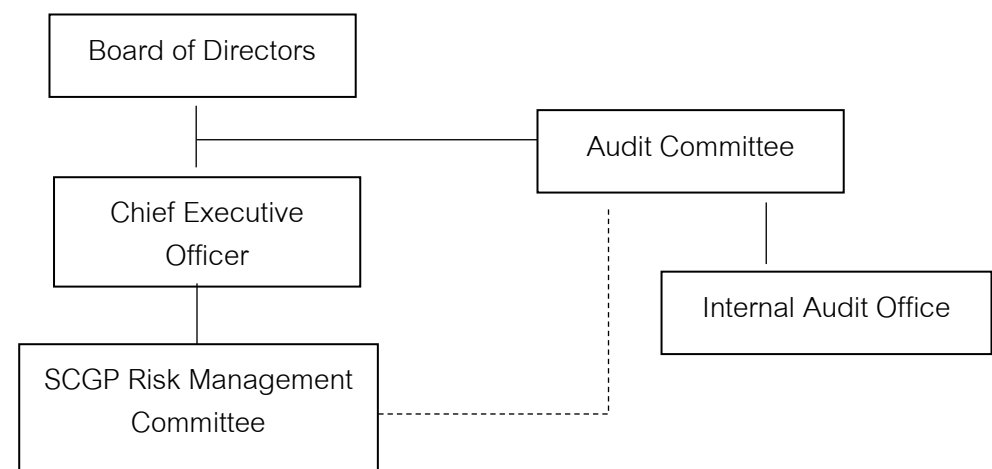 Board of Directors
Audit Committee
Chief Executive
Officer
Internal Audit Office
SCGP Risk Management
Committee